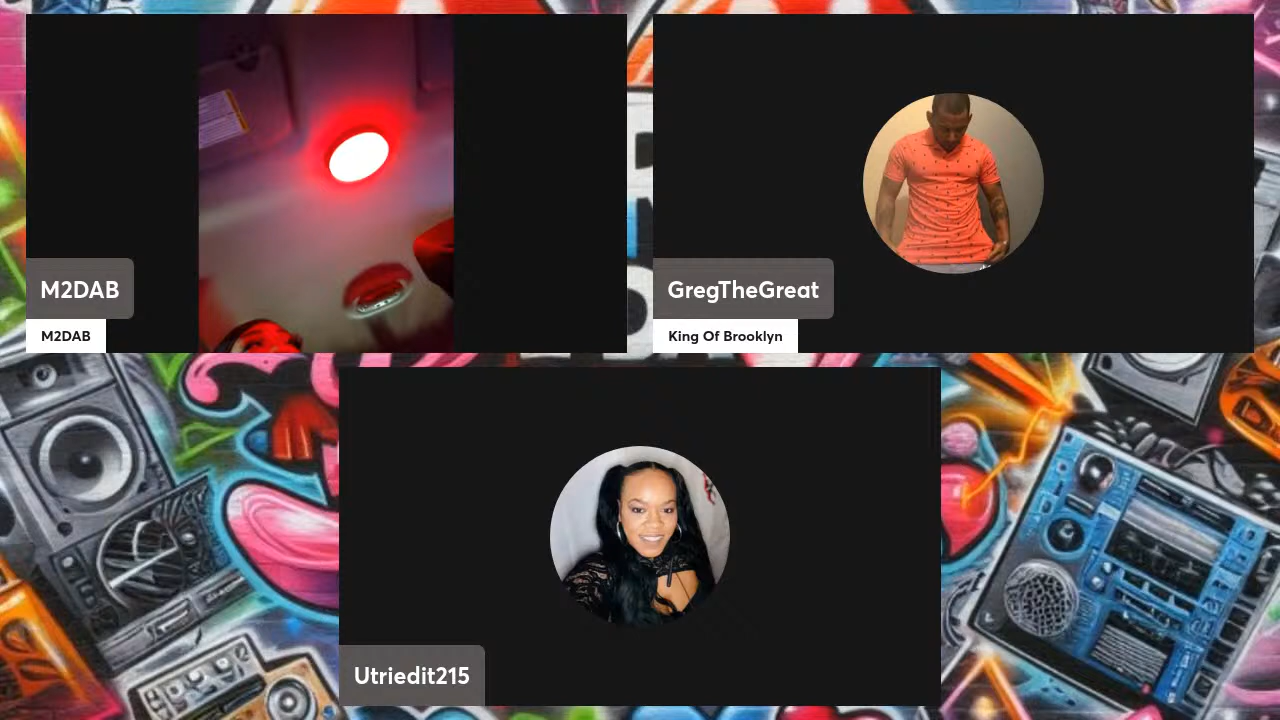 M2DAB
M2DAB
GregTheGreat
King Of Brooklyn
Utriedit215